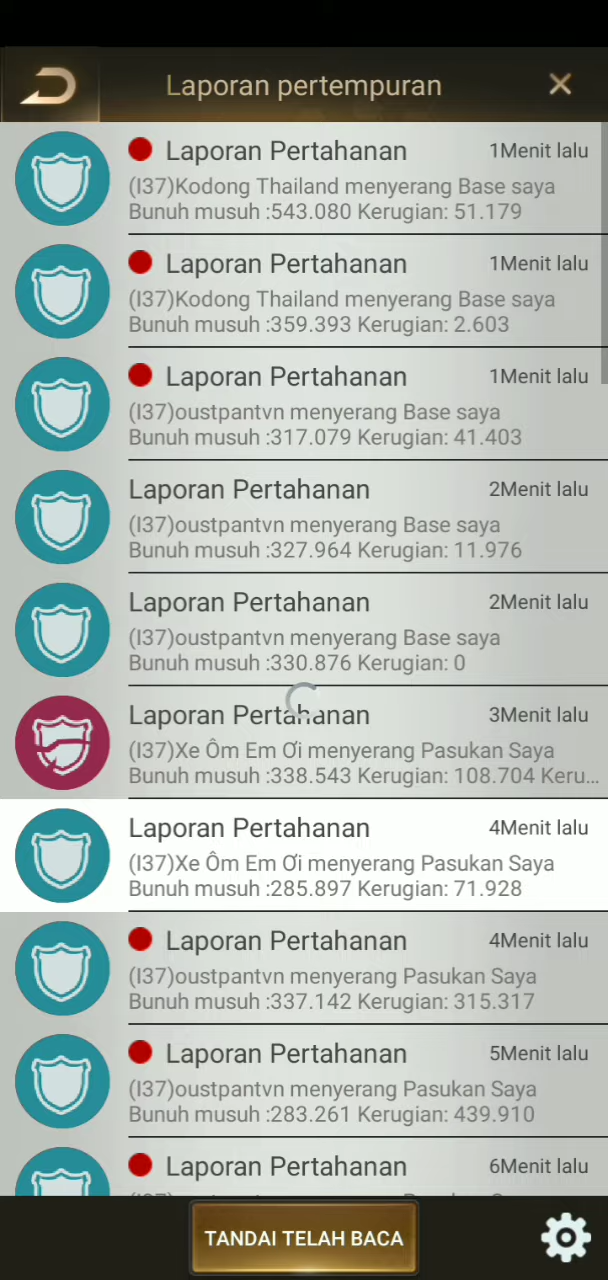 Laporan pertempuran
Laporan Pertahanan 1Menit lalu
(I37)Kodong Thailand menyerang Base saya
Bunuh musuh :543.080 Kerugian: 51.179
Laporan Pertahanan 1Menit lalu
(I37)Kodong Thailand menyerang Base saya
Bunuh musuh :359.393 Kerugian: 2.603
Laporan Pertahanan 1Menit lalu
(I37)oustpantvn menyerang Base saya
Bunuh musuh :317.079 Kerugian: 41.403
Laporan Pertahanan 2Menit lalu
(I37)oustpantvn menyerang Base saya
Bunuh musuh :327.964 Kerugian: 11.976
Laporan Pertahanan 2Menit lalu
(I37)oustpantvn menyerang Base saya
Bunuh musuh :330.876 Kerugian: 0
Laporan Pertahanan 3Menit lalu
(I37)Xe Ôm Em Ơi menyerang Pasukan Saya
Bunuh musuh :338.543 Kerugian: 108.704 Keru...
Laporan Pertahanan 4Menit lalu
(I37)Xe Ôm Em Ơi menyerang Pasukan Saya
Bunuh musuh :285.897 Kerugian: 71.928
Laporan Pertahanan 4Menit lalu
(I37)oustpantvn menyerang Pasukan Saya
Bunuh musuh :337.142 Kerugian: 315.317
Laporan Pertahanan 5Menit lalu
(I37)oustpantvn menyerang Pasukan Saya
Bunuh musuh :283.261 Kerugian: 439.910
Laporan Pertahanan 6Menit lalu
TANDAI TELAH BACA